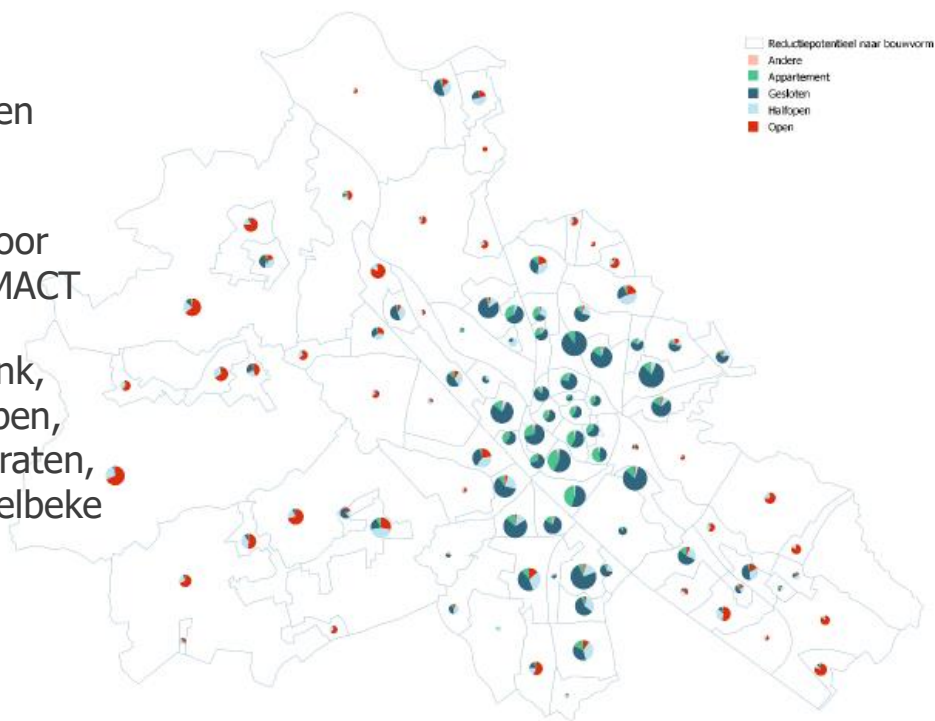 en
oor
MACT
nk,
pen,
raten,
elbeke
Reductiepotentieel naar bouwvorm
Andere
Appartement
Gesloten
Halfopen
Open